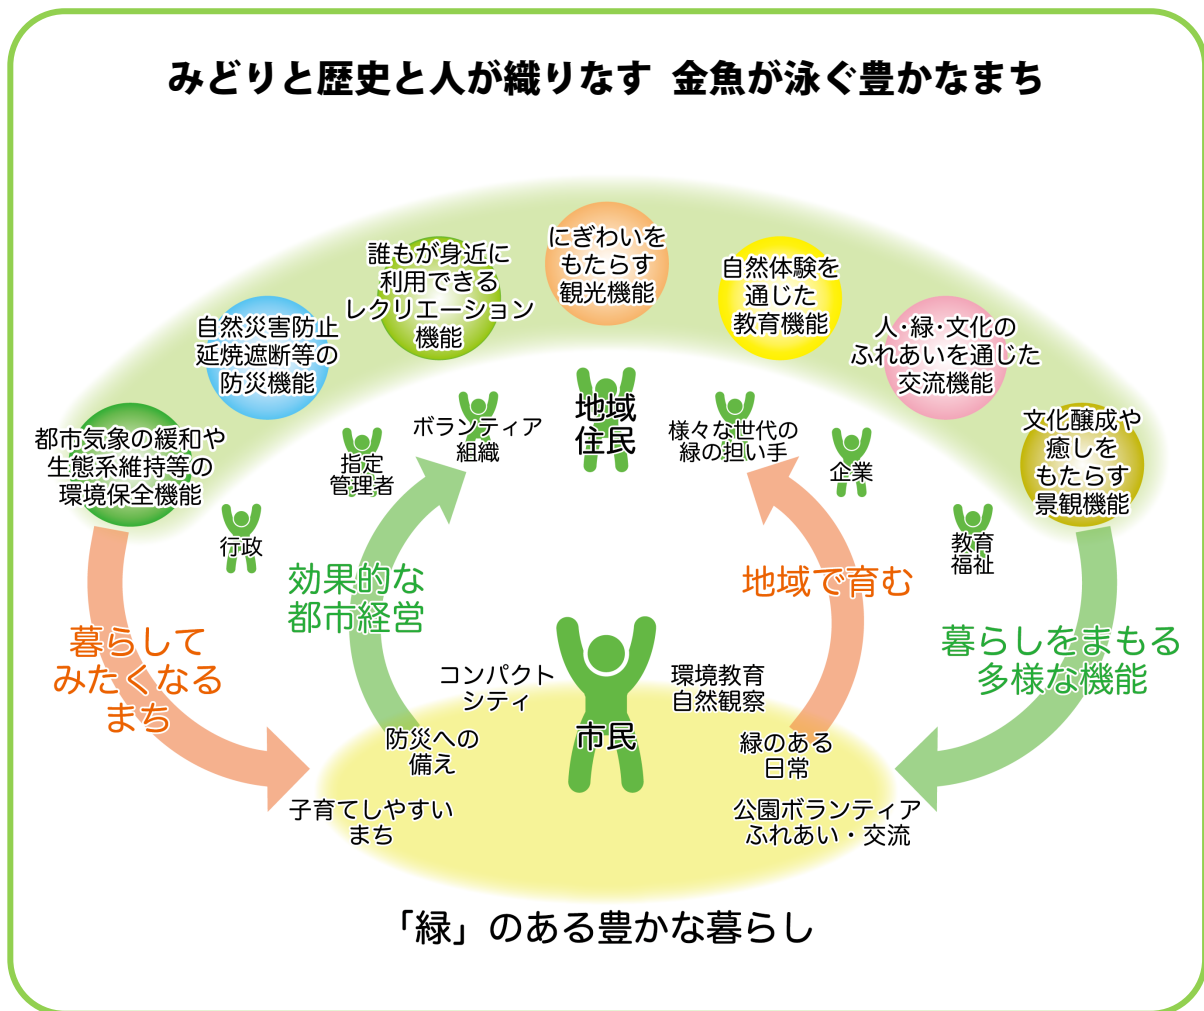 みどりと歴史と人が織りなす 金魚が泳ぐ豊かなまち
にぎわいを
もたらす
観光機能
誰もが身近に
利用できる
レクリエーション
機能
自然体験を
通じた
教育機能
自然災害防止
延焼遮断等の
防災機能
人・緑・文化の
ふれあいを通じた
交流機能
都市気象の緩和や
生態系維持等の
環境保全機能
文化醸成や
癒しを
もたらす
景観機能
行政
指定
管理者
ボランティア
組織
地域
住民
様々な世代の
緑の担い手
企業
教育
福祉
効果的な
都市経営
地域で育む
暮らして
みたくなる
まち
暮らしをまもる
多様な機能
コンパクト
シティ
環境教育
自然観察
市民
防災への
備え
緑のある
日常
子育てしやすい
まち
公園ボランティア
ふれあい・交流
「緑」のある豊かな暮らし